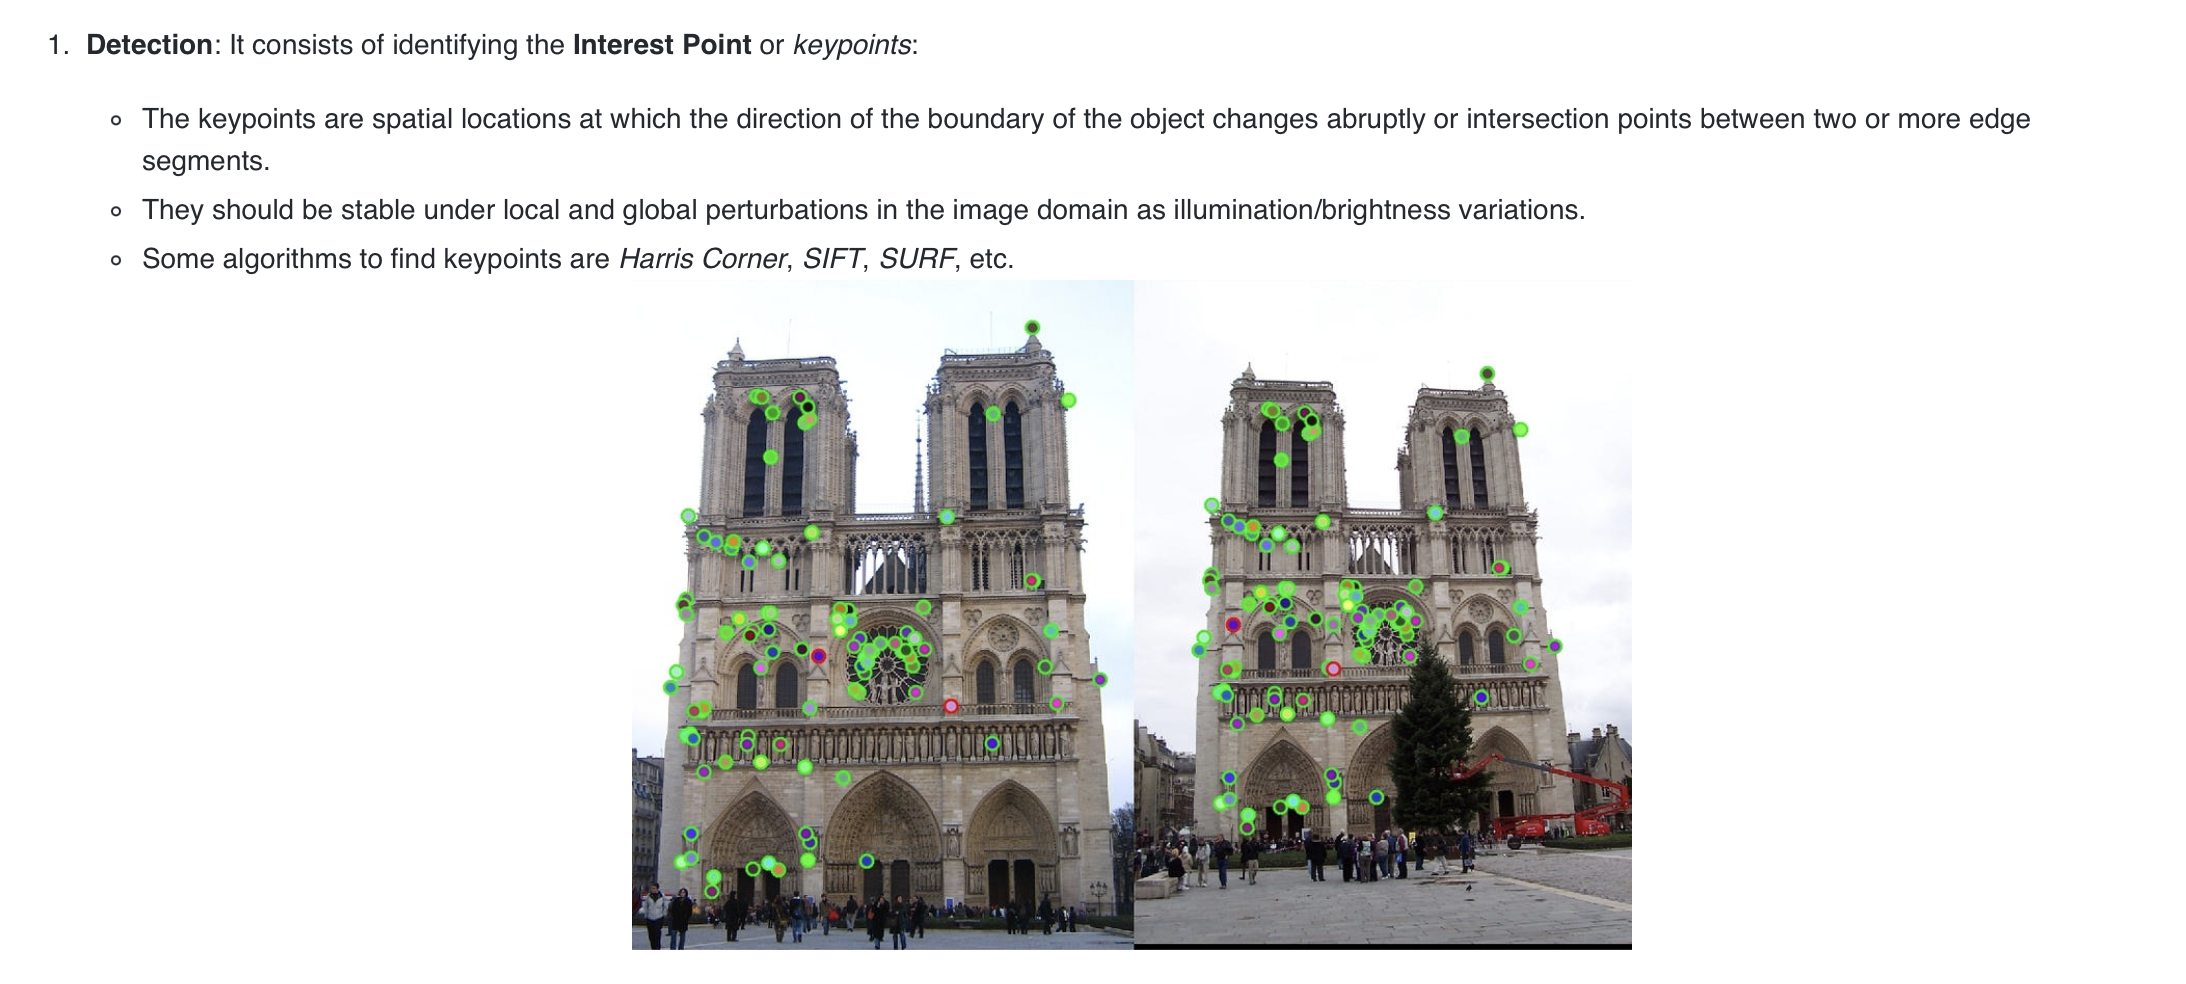 1. Detection: It consists of identifying the Interest Point or keypoints:
The keypoints are spatial locations at which the direction of the boundary of the object changes abruptly or intersection points between two or more edge
segments.
They should be stable under local and global perturbations in the image domain as illumination/brightness variations.
Some algorithms to find keypoints are Harris Corner, SIFT, SURF, etc.